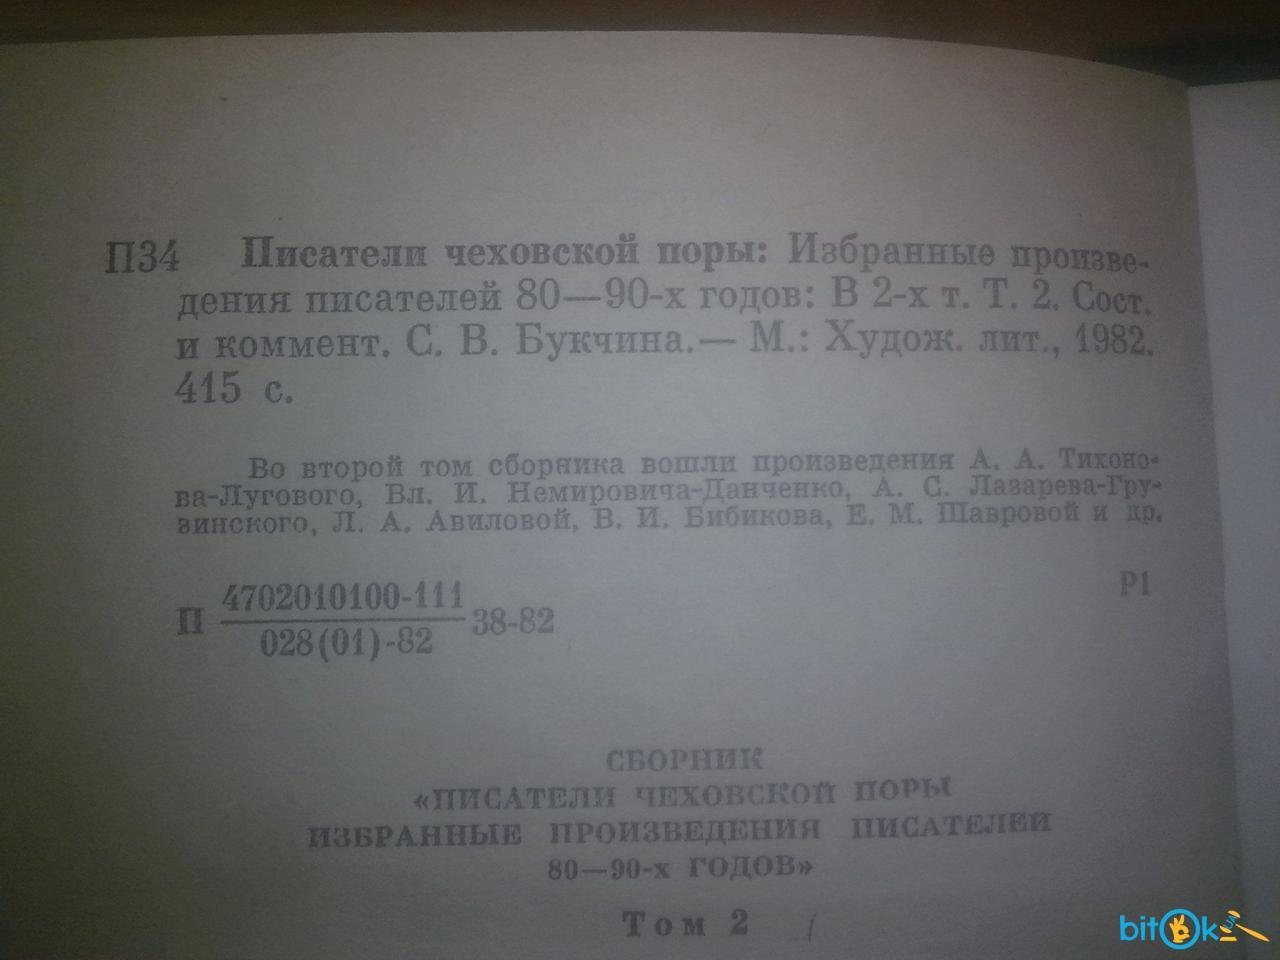 П34 Писатели чеховской поры: Избранные произве-
дения писателей 80—90-х годов: В 2-х т. Т. 2. Сост.
и коммент. С. В. Букчина.— М.: Худож. лит., 1982.
415 с.
Во второй том сборника вошли произведения А. А. Тихоно-
ва-Лугового, Вл. И. Немировича-Данченко, А. С. Лазарева-Гру-
зинского, Л. А. Авиловой, В. И. Бибикова, Е. М. Шавровой и др.
П 4702010100-111 38-82 Р1
028(01)-82
СБОРНИК
«ПИСАТЕЛИ ЧЕХОВСКОЙ ПОРЫ
ИЗБРАННЫЕ ПРОИЗВЕДЕНИЯ ПИСАТЕЛЕЙ
80—90-х ГОДОВ»
Том 2
bitOk UA